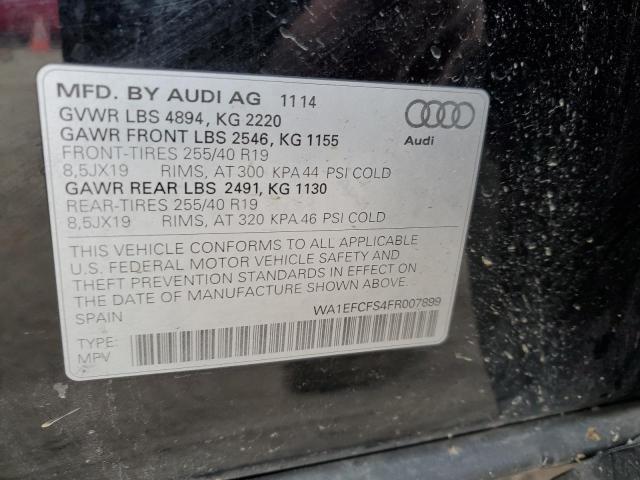 MFD. BY AUDI AG 1114
GVWR LBS 4894, KG 2220
GAWR FRONT LBS 2546, KG 1155
FRONT-TIRES 255/40 R19
8,5JX19 RIMS, AT 300 KPA 44 PSI COLD
GAWR REAR LBS 2491, KG 1130
REAR-TIRES 255/40 R19
8,5JX19 RIMS, AT 320 KPA 46 PSI COLD
Audi
THIS VEHICLE CONFORMS TO ALL APPLICABLE
U.S. FEDERAL MOTOR VEHICLE SAFETY AND
THEFT PREVENTION STANDARDS IN EFFECT ON
THE DATE OF MANUFACTURE SHOWN ABOVE
SPAIN
WA1EFCFS4FR007899
TYPE:
MPV